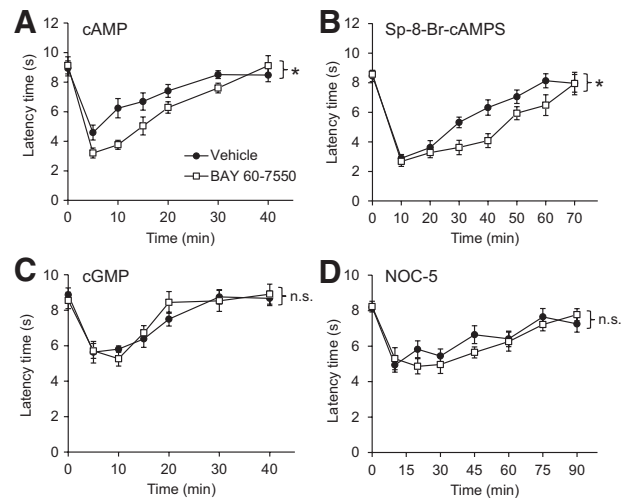 A
cAMP
12
10
8
6
4
2
0
Latency time (s)
0 10 20 30 40
Time (min)
Vehicle
BAY 60-7550
*
B
Sp-8-Br-cAMPS
12
10
8
6
4
2
0
Latency time (s)
0 10 20 30 40 50 60 70
Time (min)
*
C
cGMP
10
8
6
4
2
0
Latency time (s)
0 10 20 30 40
Time (min)
n.s.
D
NOC-5
10
8
6
4
2
0
Latency time (s)
0 15 30 45 60 75 90
Time (min)
n.s.